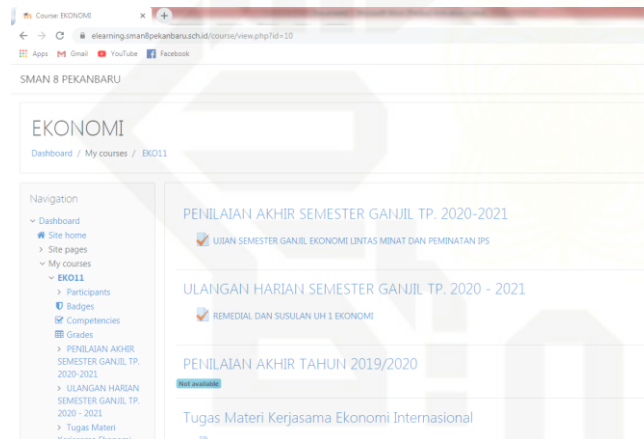 Course: EKONOMI
elearning.sman8pekanbaru.sch.id/course/view.php?id=10
Apps Gmail YouTube Facebook
SMAN 8 PEKANBARU
EKONOMI
Dashboard / My courses / EKO11
Navigation
Dashboard
Site home
Site pages
My courses
EKO11
Participants
Badges
Competencies
Grades
PENILAIAN AKHIR
SEMESTER GANJIL TP.
2020-2021
ULANGAN HARIAN
SEMESTER GANJIL TP.
2020 - 2021
Tugas Materi
Kerjasama Ekonomi
PENILAIAN AKHIR SEMESTER GANJIL TP. 2020-2021
UJIAN SEMESTER GANJIL EKONOMI LINTAS MINAT DAN PEMINATAN IPS
ULANGAN HARIAN SEMESTER GANJIL TP. 2020 - 2021
REMEDIAL DAN SUSULAN UH 1 EKONOMI
PENILAIAN AKHIR TAHUN 2019/2020
Not available
Tugas Materi Kerjasama Ekonomi Internasional